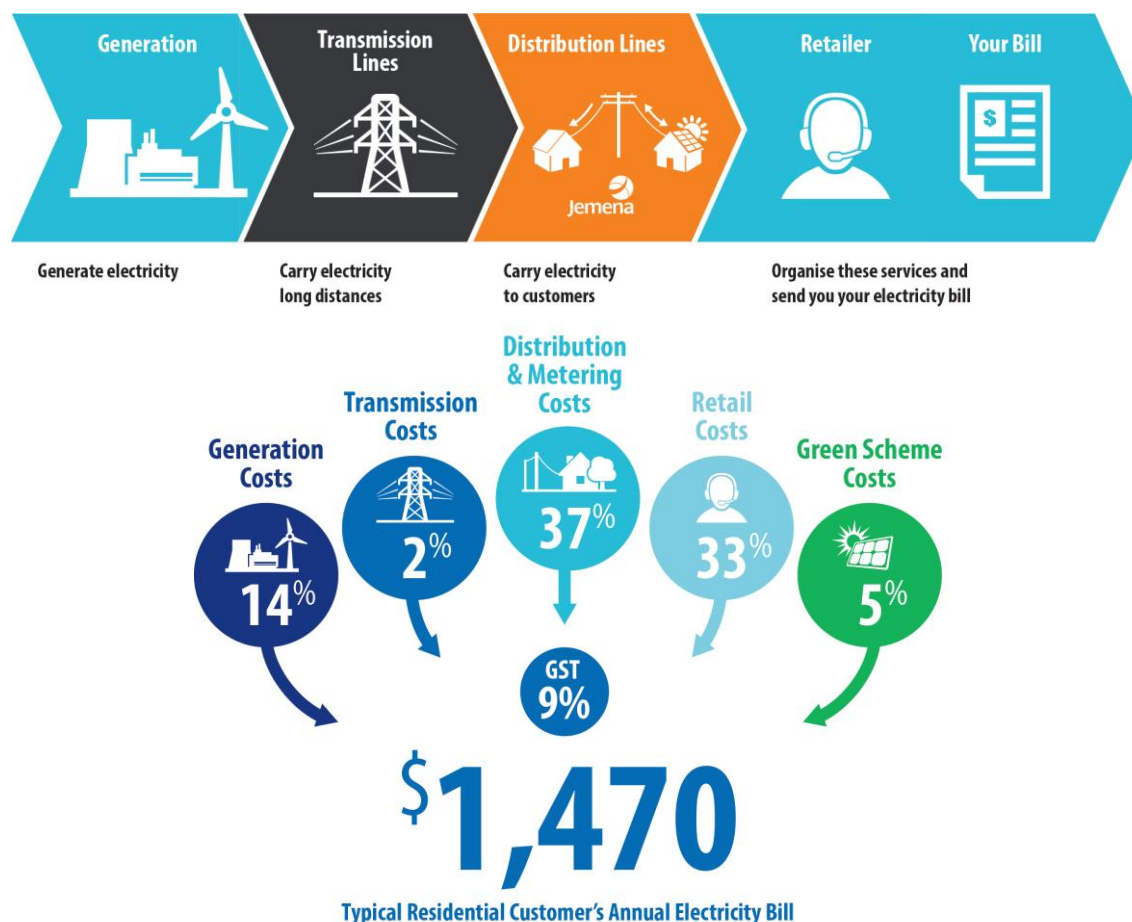 Generation
Transmission
Lines
Distribution Lines
Retailer
Your Bill
$
Jemena
Generate electricity
Carry electricity
long distances
Carry electricity
to customers
Organise these services and
send you your electricity bill
Distribution
& Metering
Costs
Transmission
Costs
Retail
Costs
Generation
Costs
Green Scheme
Costs
14%
2%
37%
33%
5%
GST
9%
$1,470
Typical Residential Customer's Annual Electricity Bill